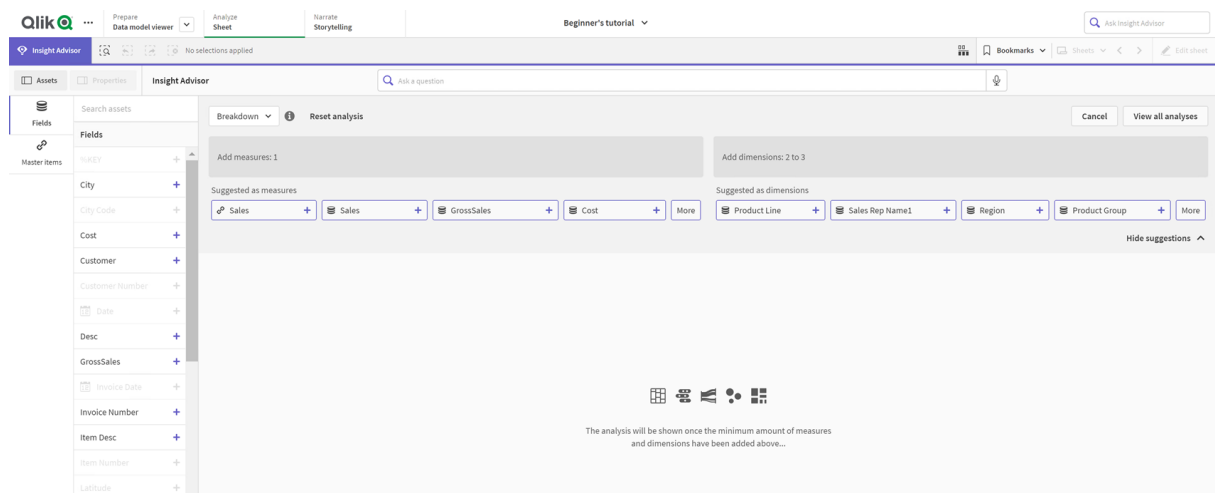 Qlik
Prepare
Data model viewer
Analyze
Sheet
Narrate
Storytelling
Beginner's tutorial
Ask Insight Advisor
Insight Advisor
No selections applied
Bookmarks
Sheets
Edit sheet
Assets
Properties
Insight Advisor
Ask a question
Fields
Master items
Search assets
Fields
%KEY
City
City Code
Cost
Customer
Customer Number
Date
Desc
GrossSales
Invoice Date
Invoice Number
Item Desc
Item Number
Latitude
Breakdown
Reset analysis
Cancel
View all analyses
Add measures: 1
Add dimensions: 2 to 3
Suggested as measures
Sales
Sales
GrossSales
Cost
More
Suggested as dimensions
Product Line
Sales Rep Name1
Region
Product Group
More
Hide suggestions
The analysis will be shown once the minimum amount of measures
and dimensions have been added above...